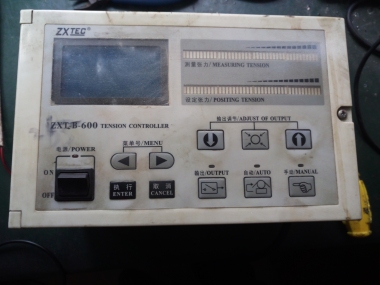 ZXTEC
测量张力/MEASURING TENSION
设定张力/POSITING TENSION
ZXT-B-600 TENSION CONTROLLER
输出调节/ADJUST OF OUTPUT
电源/POWER
菜单号/MENU
ON
OFF
执行
ENTER
取消
CANCEL
输出/OUTPUT
自动/AUTO
手动/MANUAL